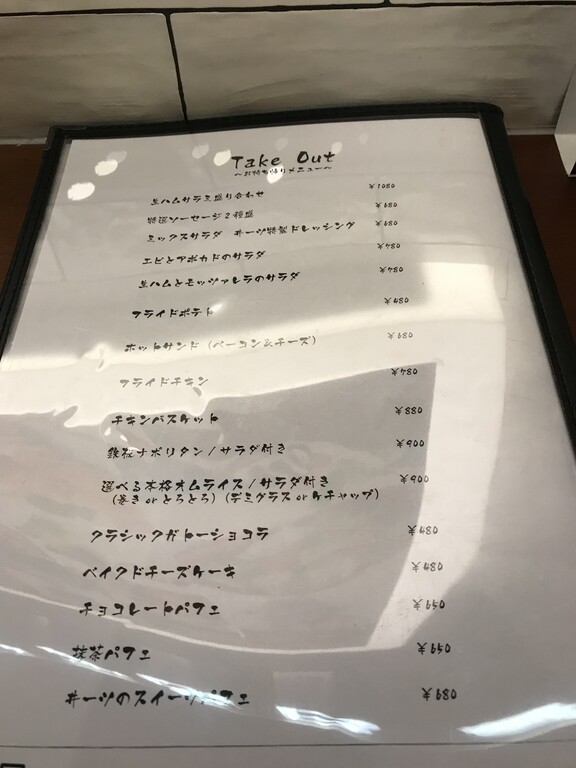 Take Out
～お持ち帰りメニュー～
生ハムサラミ盛り合わせ ¥1080
特選ソーセージ2種盛 ¥680
ミックスサラダ キーツ特製ドレッシング ¥680
エビとアボカドのサラダ ¥780
生ハムとモッツァレラのサラダ ¥780
フライドポテト ¥480
ホットサンド (ベーコン&チーズ) ¥680
フライドチキン ¥780
チキンバスケット ¥880
鉄板ナポリタン/サラダ付き ¥900
選べる本格オムライス/サラダ付き ¥900
(巻きorとろとろ) (デミグラスorケチャップ)
クラシックガトーショコラ ¥480
ベイクドチーズケーキ ¥480
チョコレートパフェ ¥650
抹茶パフェ ¥650
キーツのスイーツパフェ ¥680